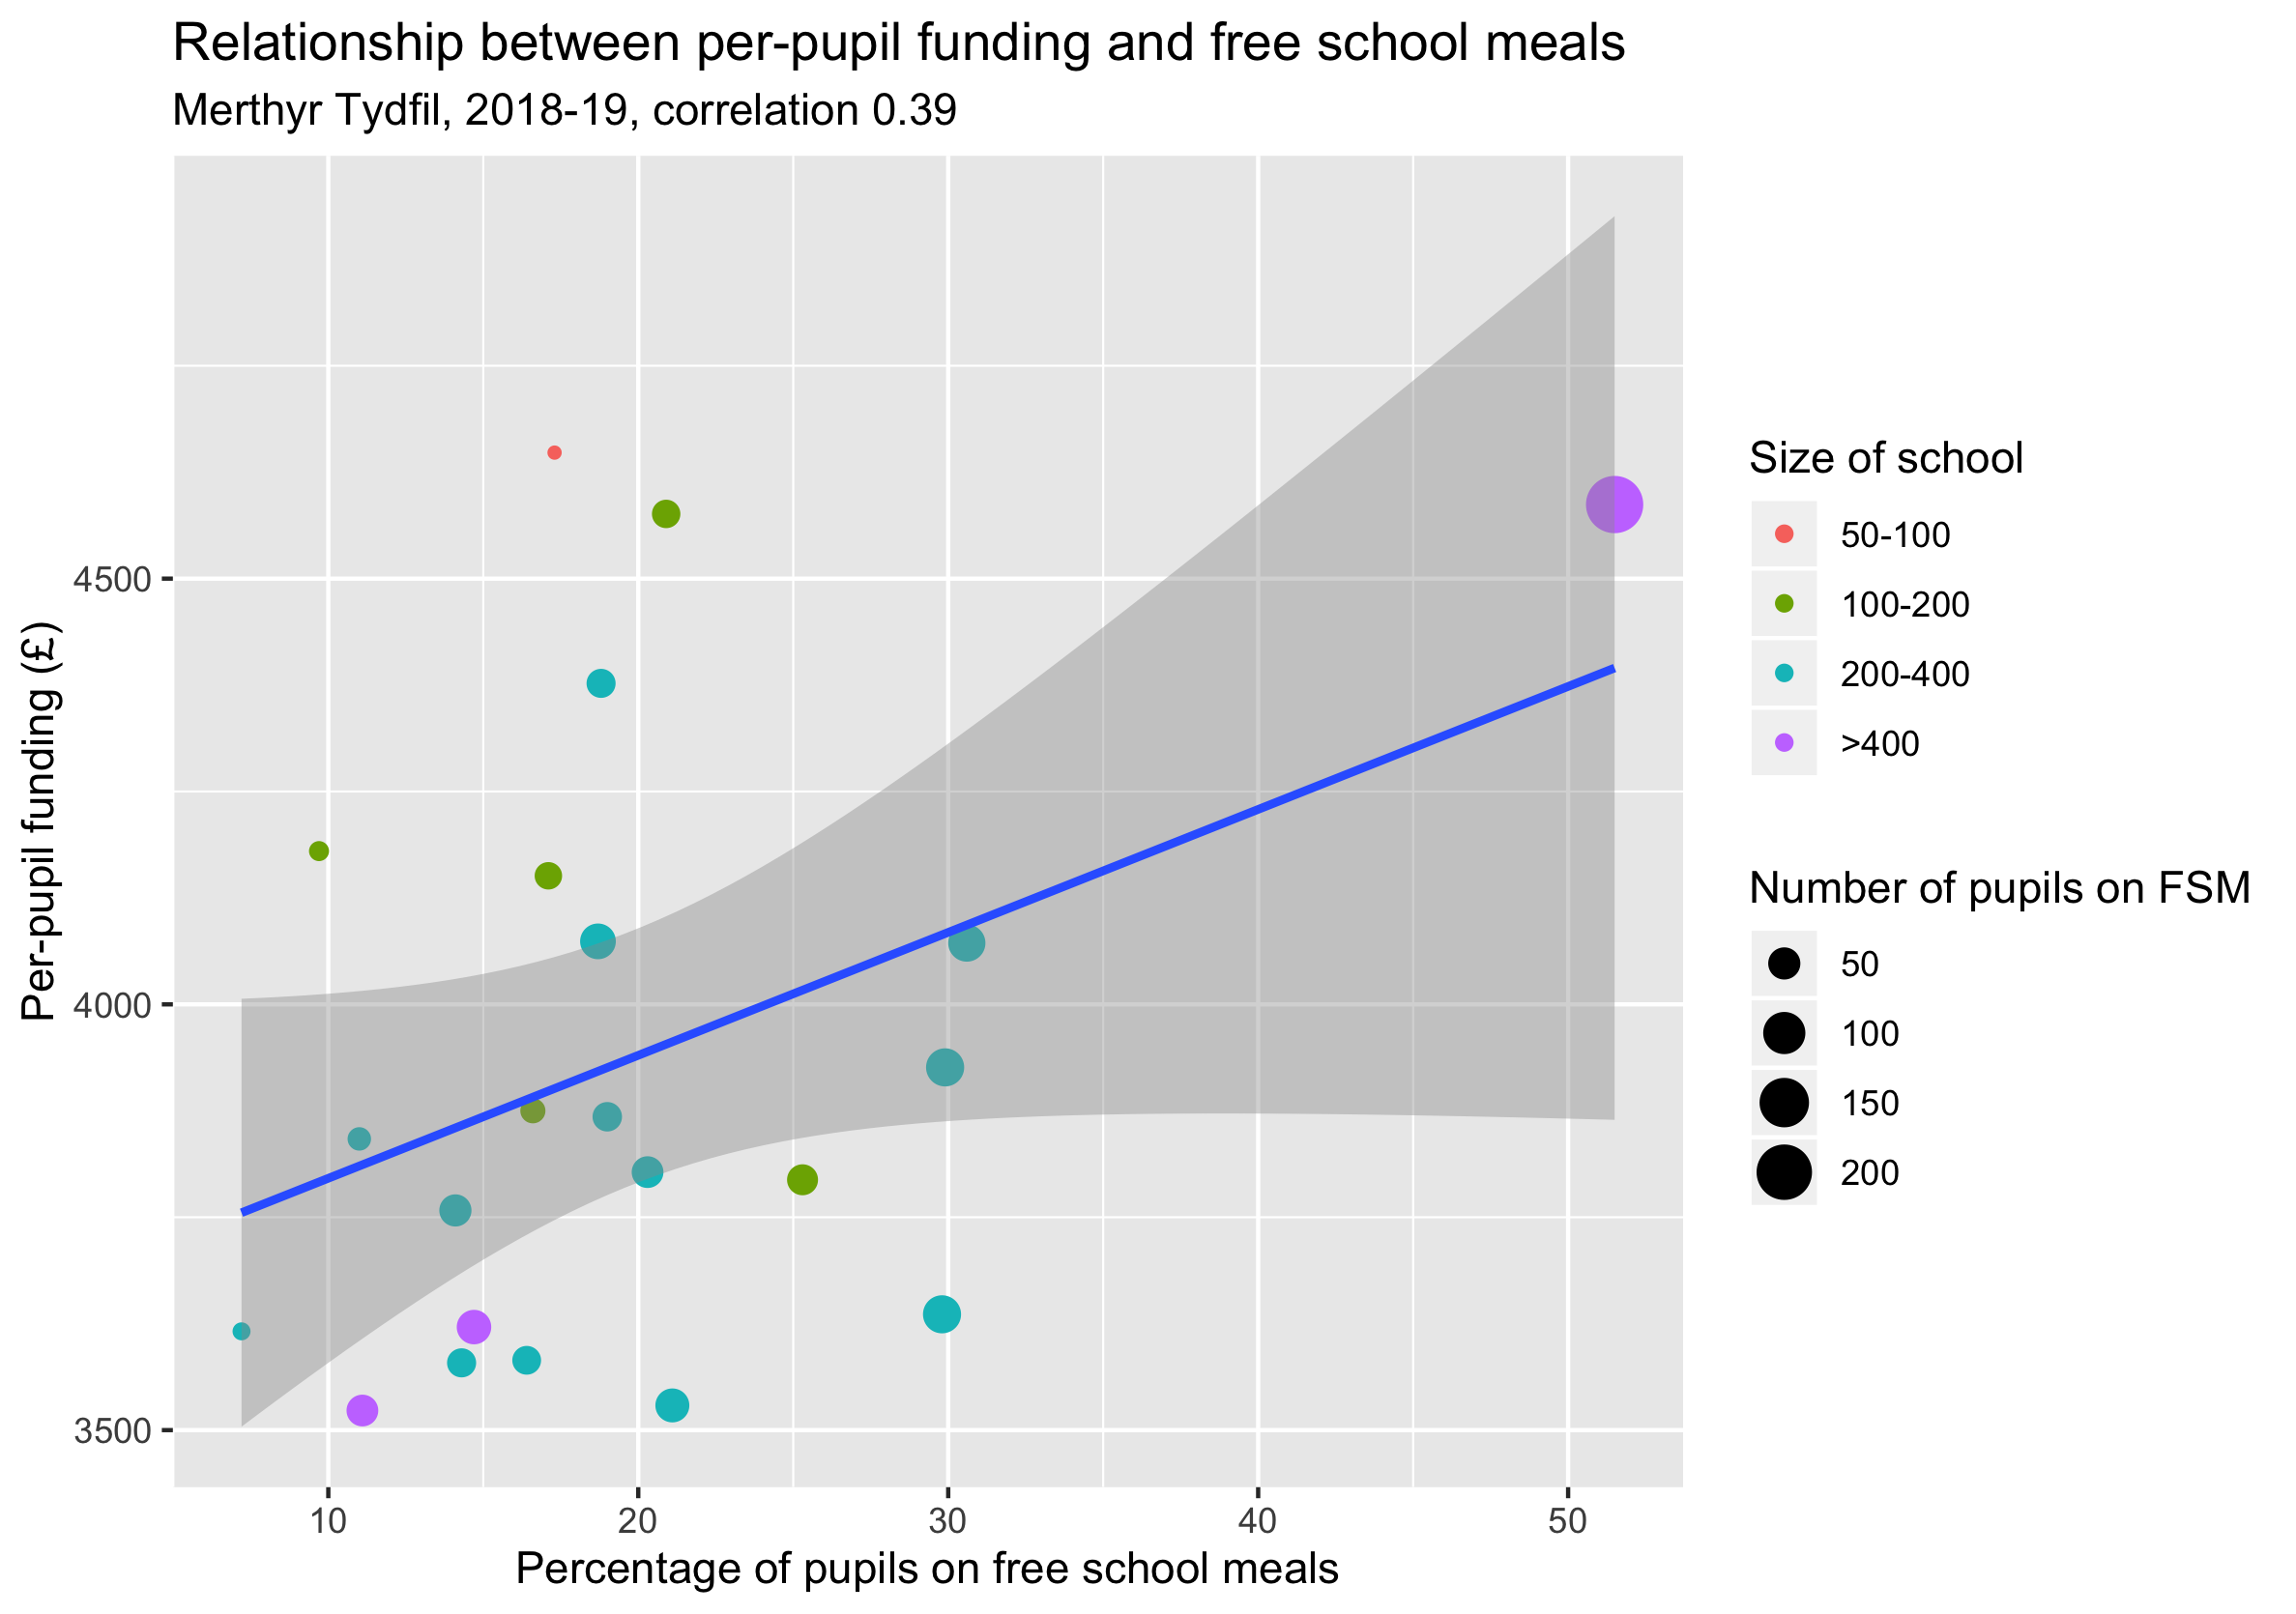 Relationship between per-pupil funding and free school meals
Merthyr Tydfil, 2018-19, correlation 0.39
Per-pupil funding (£)
4500
4000
3500
10 20 30 40 50
Percentage of pupils on free school meals
Size of school
50-100
100-200
200-400
>400
Number of pupils on FSM
50
100
150
200